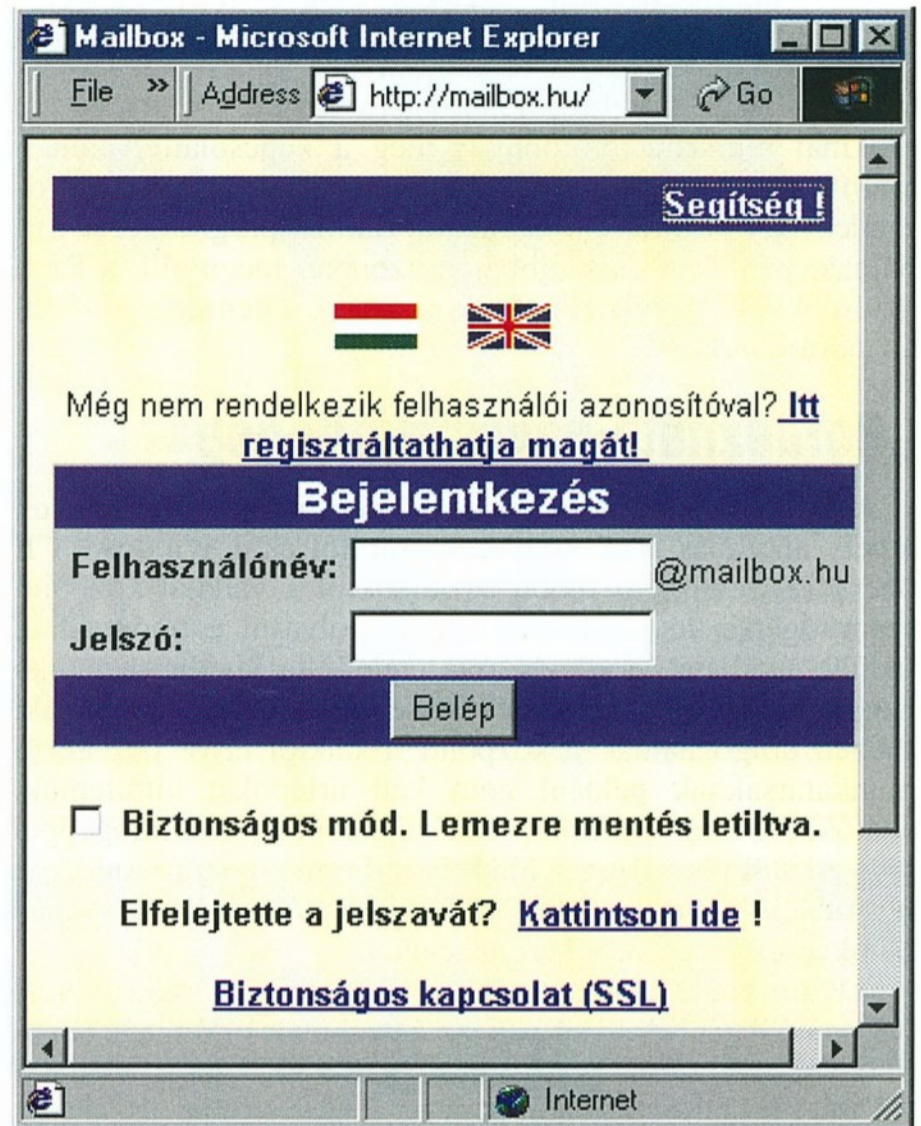 Mailbox - Microsoft Internet Explorer
File » Address http://mailbox.hu/ Go
Segítség !
Még nem rendelkezik felhasználói azonosítóval? Itt
regisztráltathatja magát!
Bejelentkezés
Felhasználónév: @mailbox.hu
Jelszó:
Belép
Biztonságos mód. Lemezre mentés letiltva.
Elfelejtette a jelszavát? Kattintson ide !
Biztonságos kapcsolat (SSL)
Internet